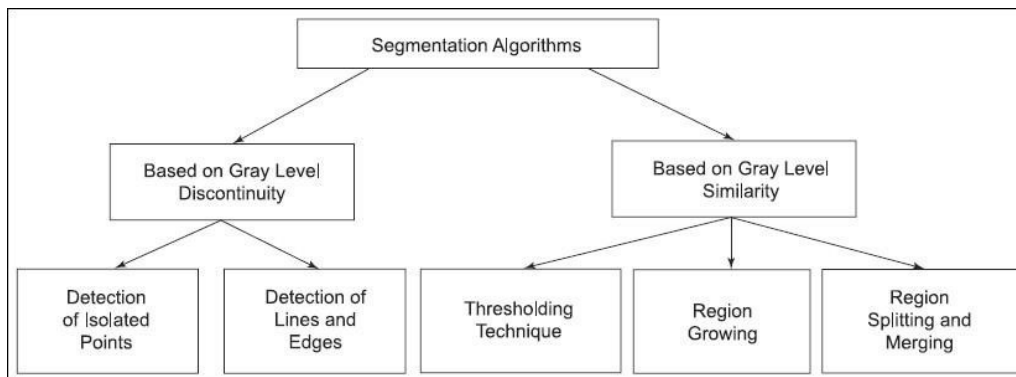 Segmentation Algorithms
Based on Gray Level
Discontinuity
Based on Gray Level
Similarity
Detection
of Isolated
Points
Detection of
Lines and
Edges
Thresholding
Technique
Region
Growing
Region
Splitting and
Merging